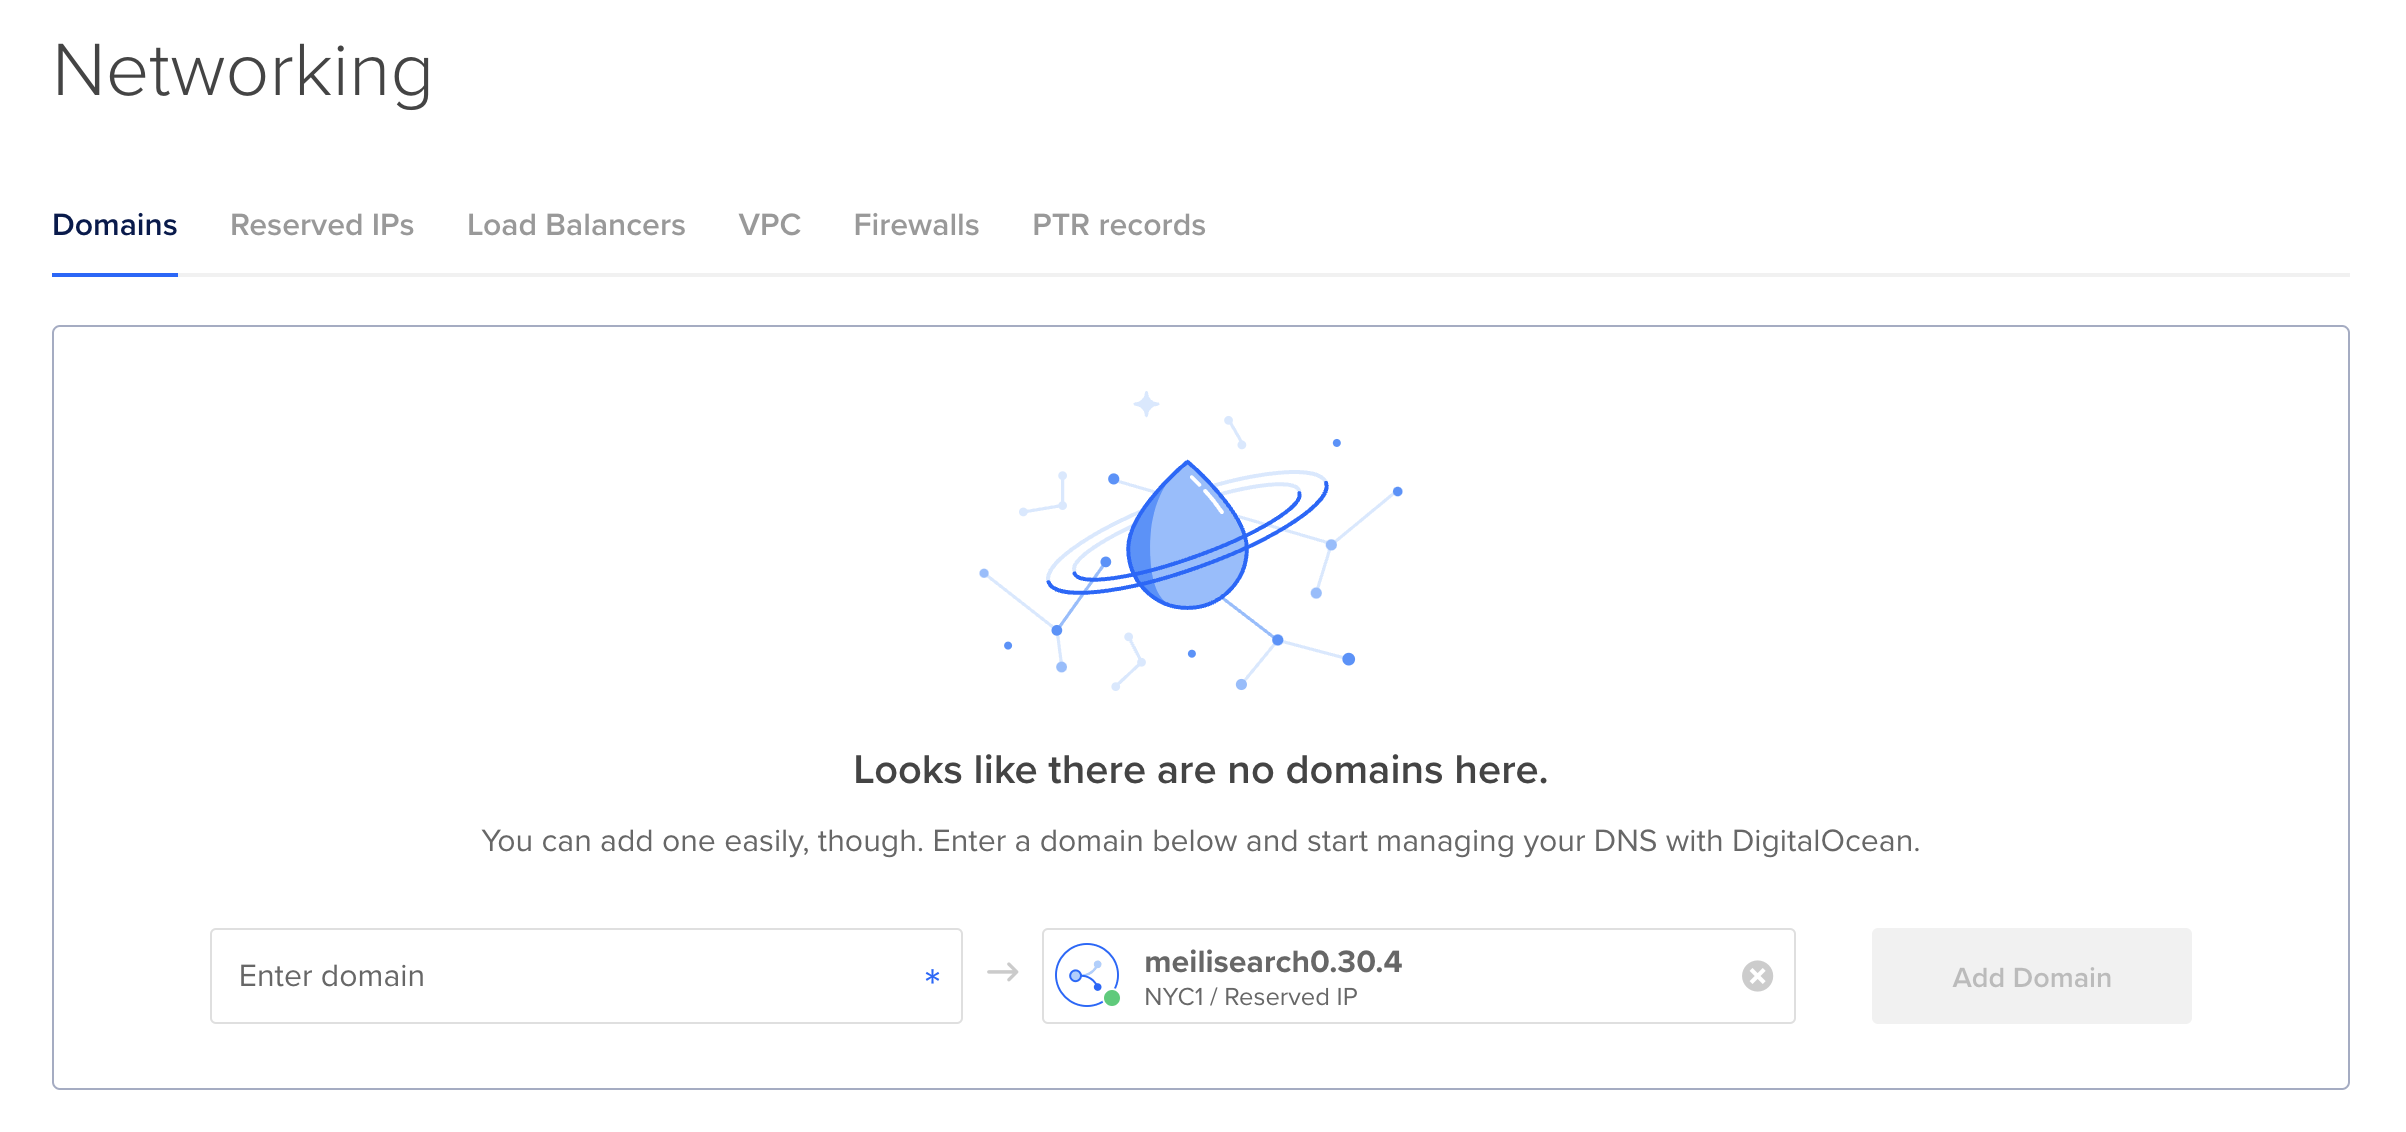 Networking
Domains Reserved IPs Load Balancers VPC Firewalls PTR records
Looks like there are no domains here.
You can add one easily, though. Enter a domain below and start managing your DNS with DigitalOcean.
Enter domain * → meilisearch0.30.4
NYC1 / Reserved IP
Add Domain